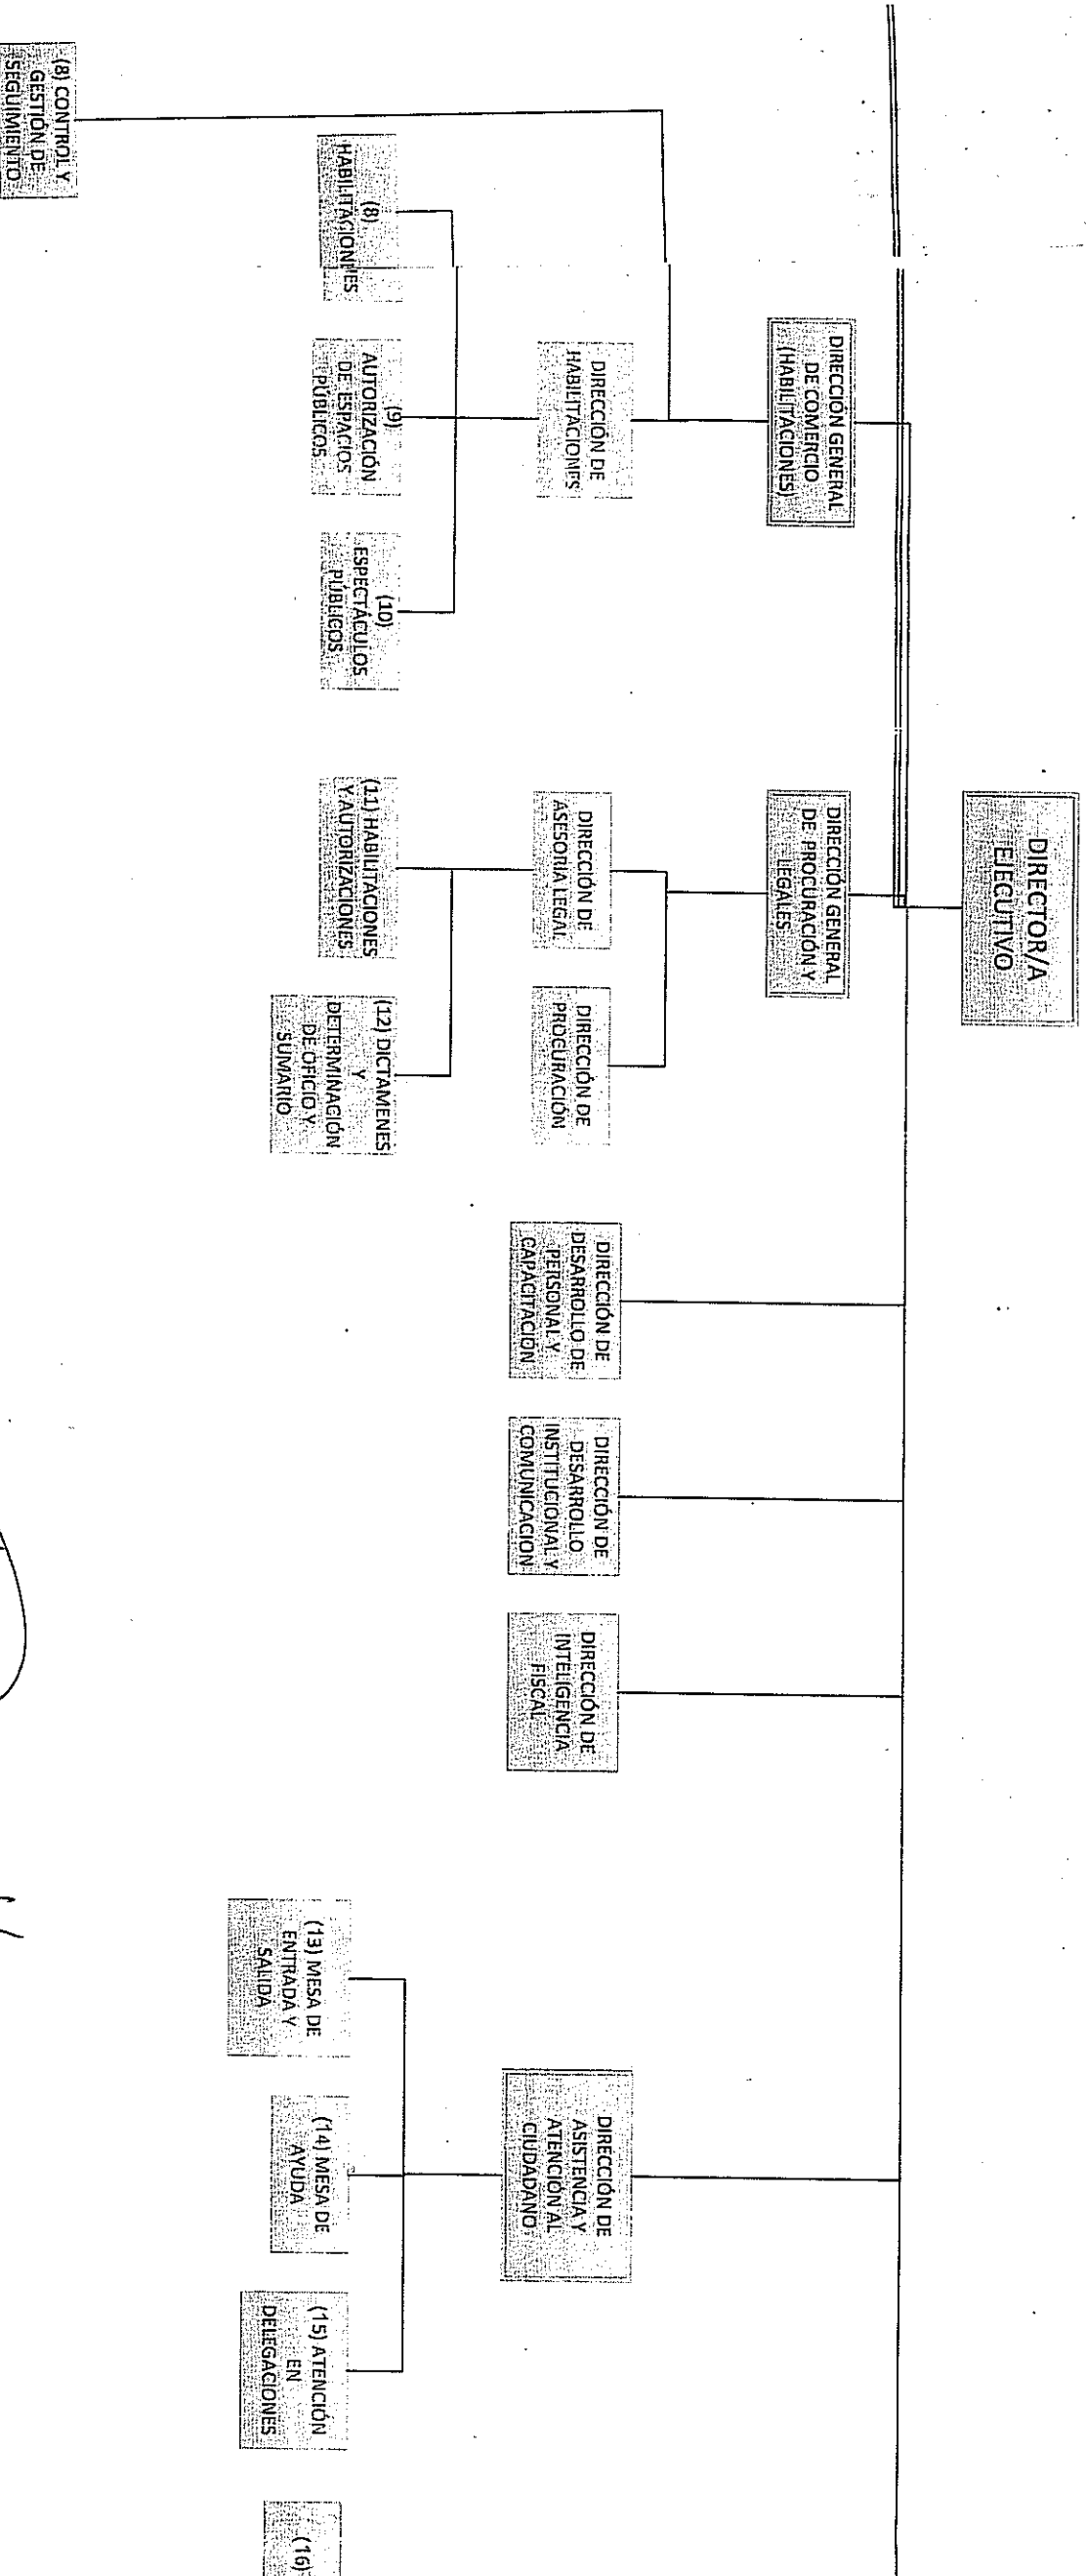 DIRECTOR/A
EJECUTIVO
DIRECCIÓN GENERAL
DE COMERCIO
(HABILITACIONES)
DIRECCIÓN DE
HABILITACIONES
(8)
HABILITACIONNES
(9)
AUTORIZACIÓN
DE ESPACIOS
PÚBLICOS
(10)
ESPECTÁCULOS
PÚBLICOS
(8) CONTROL Y
GESTIÓN DE
SEGUIMIENTO
DIRECCIÓN GENERAL
DE PROCURACIÓN Y
LEGALES
DIRECCIÓN DE
ASESORIA LEGAL
DIRECCIÓN DE
PROCURACIÓN
(11) HABILITACIONES
Y AUTORIZACIONES
(12) DICTAMENES
Y
DETERMINACIÓN
DE OFICIO Y
SUMARIO
DIRECCIÓN DE
DESARROLLO DE
PERSONAL Y
CAPACITACIÓN
DIRECCIÓN DE
DESARROLLO
INSTITUCIONAL Y
COMUNICACION
DIRECCIÓN DE
INTELIGENCIA
FISCAL
DIRECCIÓN DE
ASISTENCIA Y
ATENCIÓN AL
CIUDADANO
(13) MESA DE
ENTRADA Y
SALIDA
(14) MESA DE
AYUDA
(15) ATENCIÓN
EN
DELEGACIONES
(16)